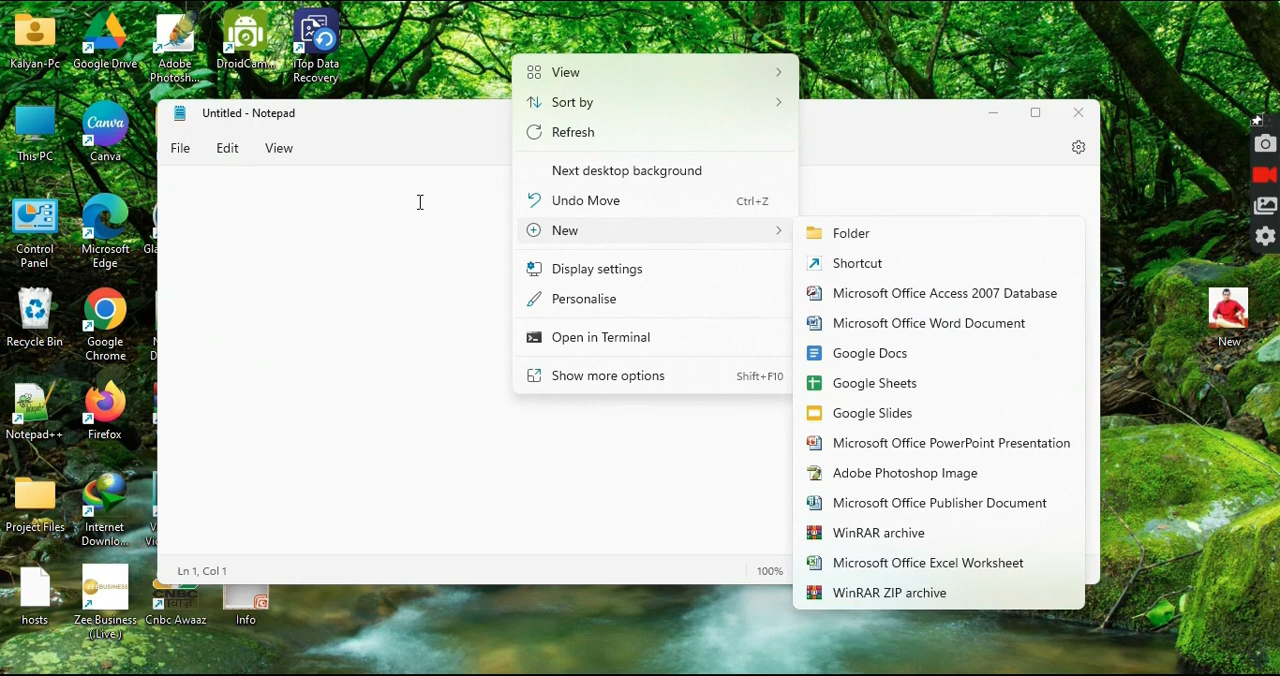 Kalyan-Pc
Google Drive
Adobe
Photosh...
DroidCam...
iTop Data
Recovery
This PC
Canva
Canva
Control
Panel
Microsoft
Edge
Recycle Bin
Google
Chrome
Notepad++
Firefox
Project Files
Internet
Downlo...
hosts
ZEE BUSINESS
Zee Business
(Live)
Cnbc Awaaz
Info
Untitled - Notepad
File
Edit
View
Ln 1, Col 1
100%
View
Sort by
Refresh
Next desktop background
Undo Move Ctrl+Z
New
Display settings
Personalise
Open in Terminal
Show more options Shift+F10
Folder
Shortcut
Microsoft Office Access 2007 Database
Microsoft Office Word Document
Google Docs
Google Sheets
Google Slides
Microsoft Office PowerPoint Presentation
Adobe Photoshop Image
Microsoft Office Publisher Document
WinRAR archive
Microsoft Office Excel Worksheet
WinRAR ZIP archive
New